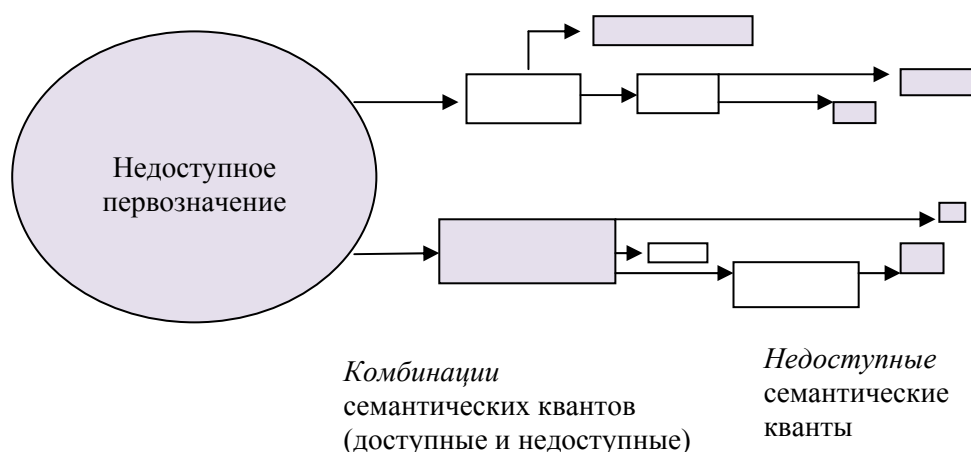 Недоступное
первозначение
Комбинации
семантических квантов
(доступные и недоступные)
Недоступные
семантические
кванты